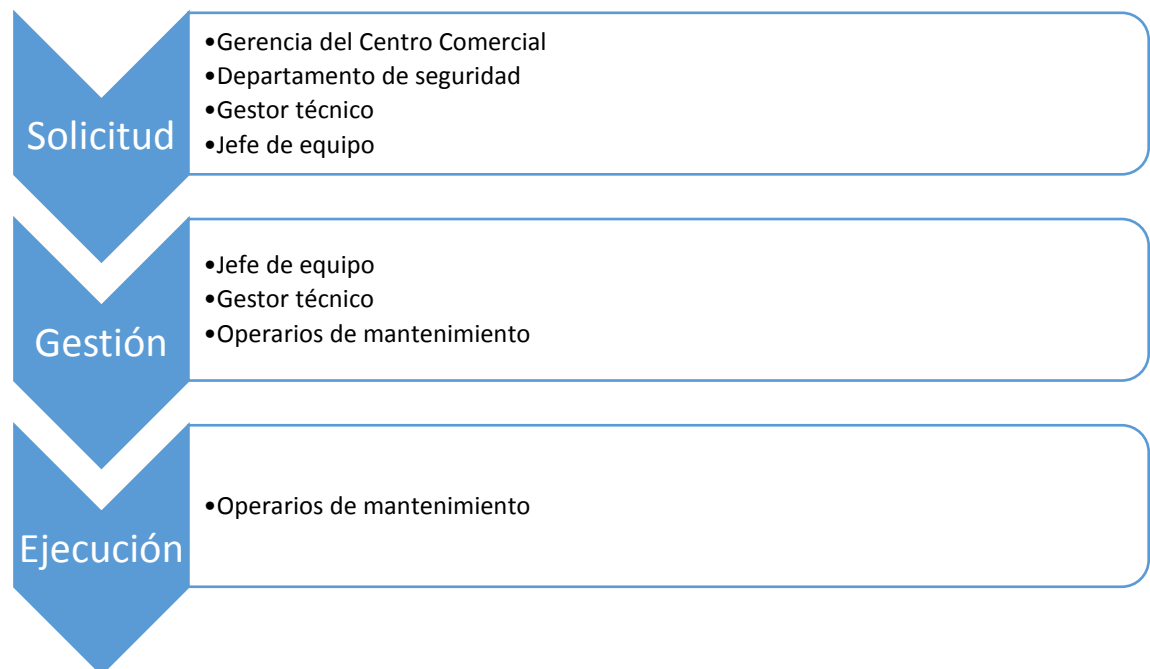 Solicitud
•Gerencia del Centro Comercial
•Departamento de seguridad
•Gestor técnico
•Jefe de equipo
Gestión
•Jefe de equipo
•Gestor técnico
•Operarios de mantenimiento
Ejecución
•Operarios de mantenimiento